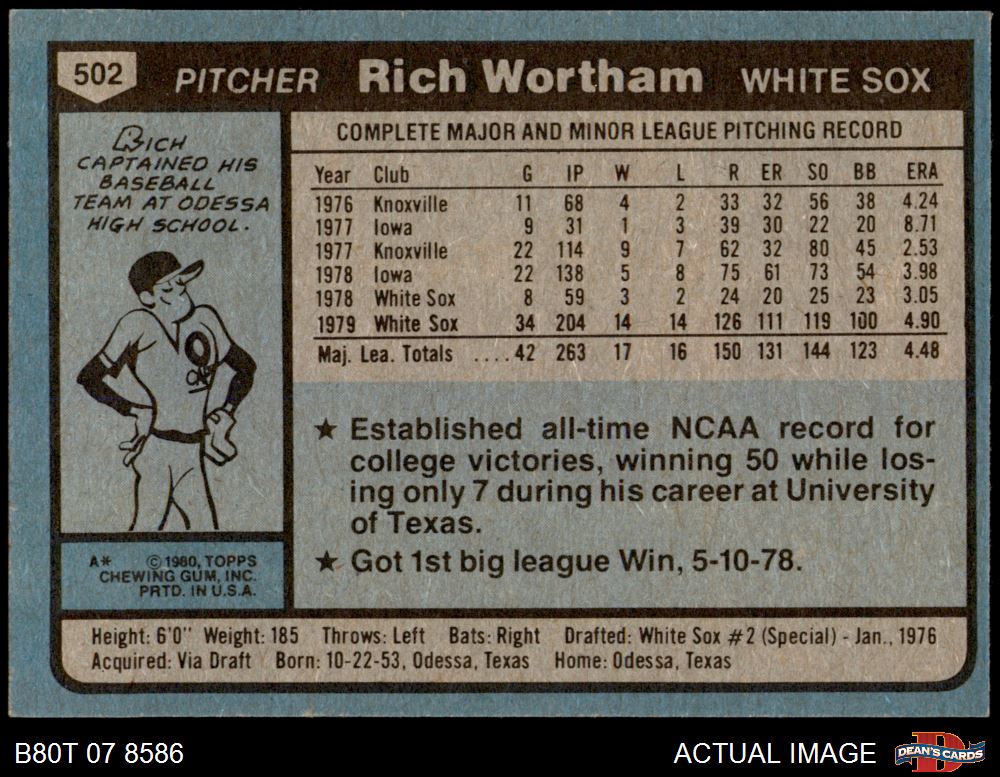 502 PITCHER Rich Wortham WHITE SOX
Rich
CAPTAINED HIS
BASEBALL
TEAM AT ODESSA
HIGH SCHOOL.
A* ©1980, TOPPS
CHEWING GUM, INC.
PRTD. IN U.S.A.
COMPLETE MAJOR AND MINOR LEAGUE PITCHING RECORD
Year Club G IP W L R ER SO BB ERA
1976 Knoxville 11 68 4 2 33 32 56 38 4.24
1977 Iowa 9 31 1 3 39 30 22 20 8.71
1977 Knoxville 22 114 9 7 62 32 80 45 2.53
1978 Iowa 22 138 5 8 75 61 73 54 3.98
1978 White Sox 8 59 3 2 24 20 25 23 3.05
1979 White Sox 34 204 14 14 126 111 119 100 4.90
Maj. Lea. Totals ....42 263 17 16 150 131 144 123 4.48
★ Established all-time NCAA record for
college victories, winning 50 while los-
ing only 7 during his career at University
of Texas.
★ Got 1st big league Win, 5-10-78.
Height: 6'0" Weight: 185 Throws: Left Bats: Right Drafted: White Sox #2 (Special) - Jan., 1976
Acquired: Via Draft Born: 10-22-53, Odessa, Texas Home: Odessa, Texas
B80T 07 8586 ACTUAL IMAGE DEAN'S CARDS